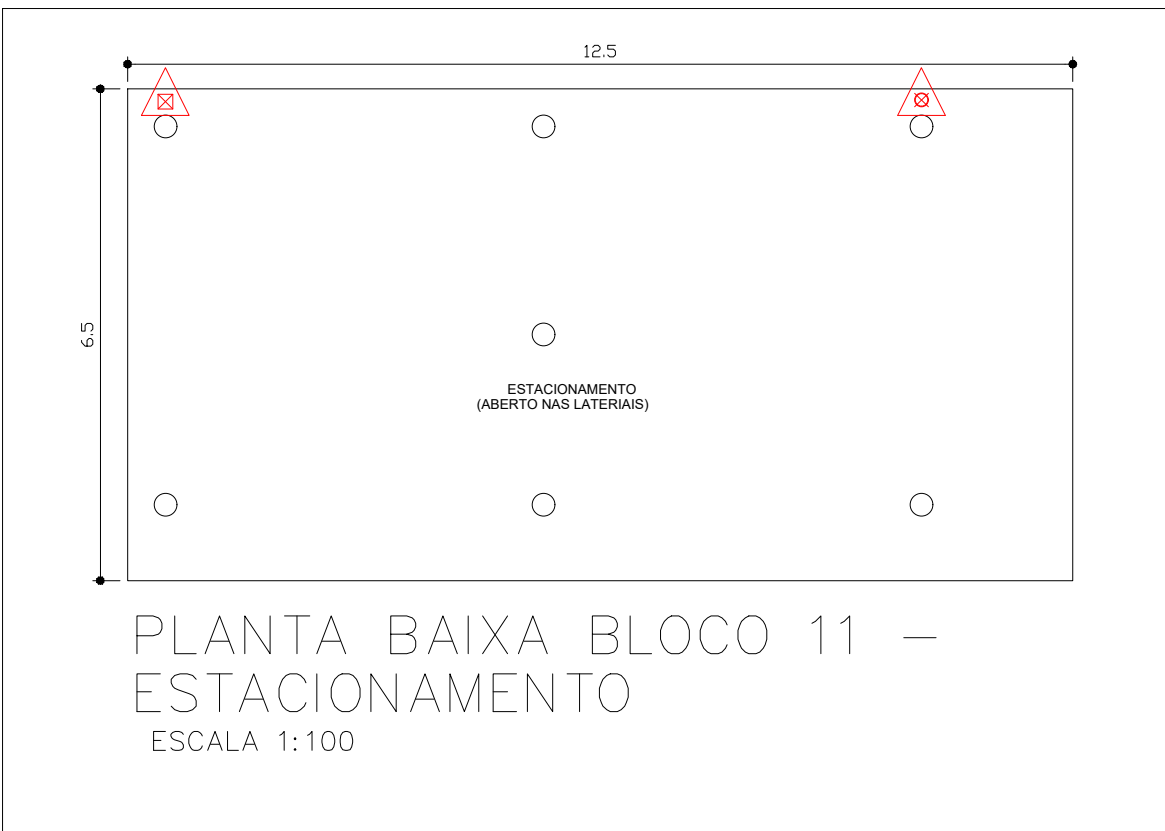 12.5
6.5
ESTACIONAMENTO
(ABERTO NAS LATERIAIS)
PLANTA BAIXA BLOCO 11 –
ESTACIONAMENTO
ESCALA 1:100